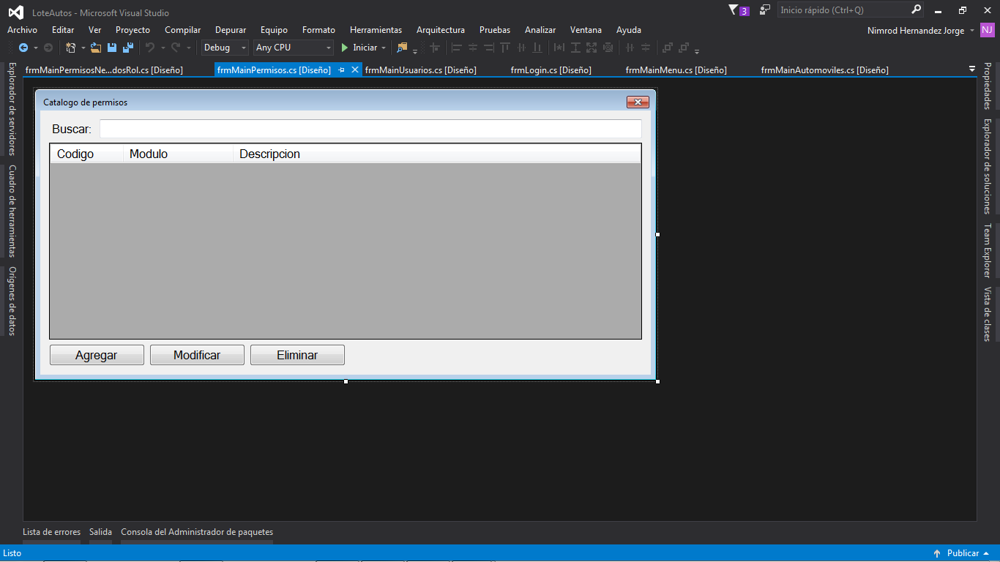 LoteAutos - Microsoft Visual Studio
3
Inicio rápido (Ctrl+Q)
Archivo Editar Ver Proyecto Compilar Depurar Equipo Formato Herramientas Arquitectura Pruebas Analizar Ventana Ayuda
Nimrod Hernandez Jorge NJ
Debug Any CPU Iniciar
frmMainPermisosNe...dosRol.cs [Diseño] frmMainPermisos.cs [Diseño] frmMainUsuarios.cs [Diseño] frmLogin.cs [Diseño] frmMainMenu.cs [Diseño] frmMainAutomoviles.cs [Diseño]
Explorador de servidores
Cuadro de herramientas
Orígenes de datos
Catalogo de permisos
Buscar:
Codigo Modulo Descripcion
Agregar Modificar Eliminar
Propiedades
Explorador de soluciones
Team Explorer
Vista de clases
Lista de errores Salida Consola del Administrador de paquetes
Listo
Publicar